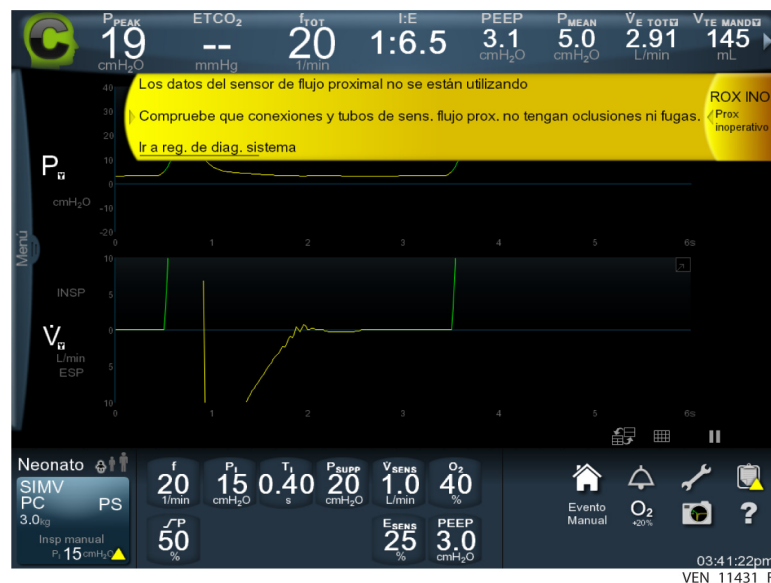 PPEAK ETCO2 fTOT I:E PEEP PMEAN V̇E TOT VTE MAND
19 -- 20 1:6.5 3.1 5.0 2.91 145
cmH2O mmHg 1/min cmH2O cmH2O L/min mL
Los datos del sensor de flujo proximal no se están utilizando
Compruebe que conexiones y tubos de sens. flujo prox. no tengan oclusiones ni fugas.
Ir a reg. de diag. sistema
ROX INO
Prox
inoperativo
40
30
20
10
0
-10
-20
P
cmH2O
0 1 2 3 4 5 6s
Menú
10
5
0
5
10
INSP
V̇
L/min
ESP
0 1 2 3 4 5 6s
Neonato
SIMV
PC PS
3.0kg
Insp manual
PI 15 cmH2O
f PI TI PSUPP V̇SENS O2
20 15 0.40 20 1.0 40
1/min cmH2O s cmH2O L/min %
P ESENS PEEP
50 25 3.0
% % cmH2O
Evento
Manual
O2
+20%
?
03:41:22pm
VEN_11431_F